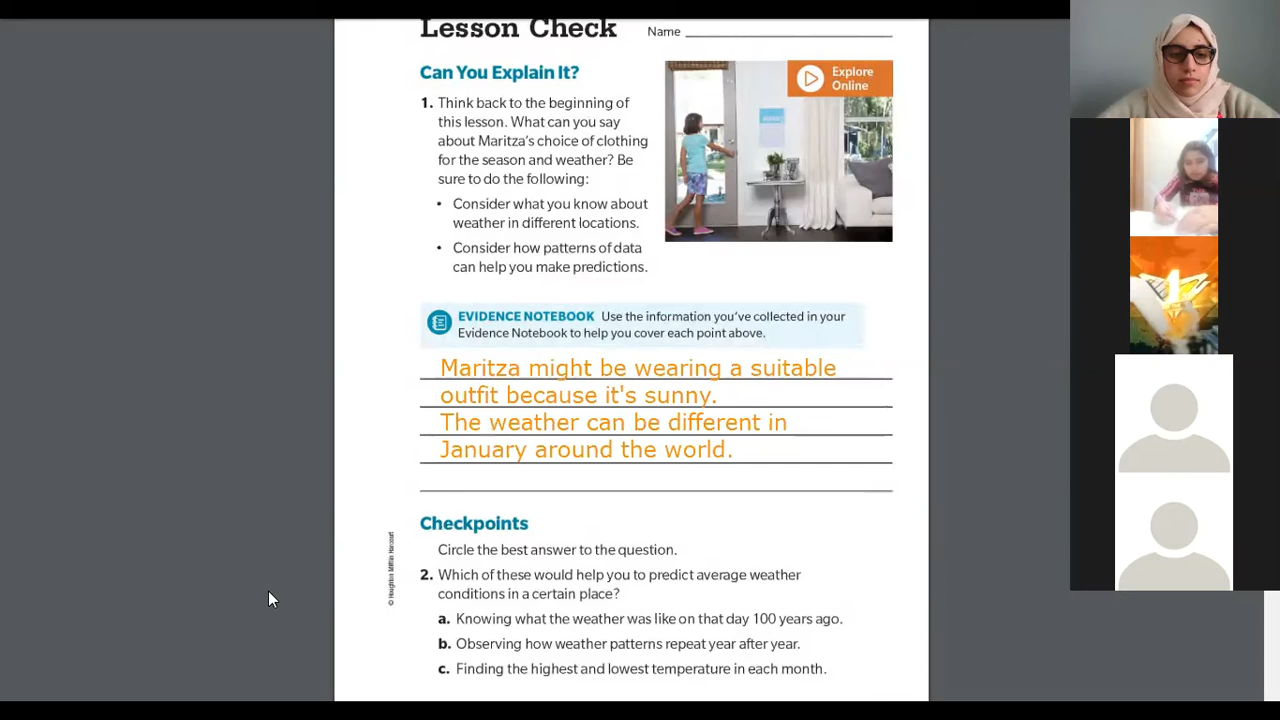 Lesson Check
Name
Can You Explain It?
Explore
Online
1. Think back to the beginning of
this lesson. What can you say
about Maritza's choice of clothing
for the season and weather? Be
sure to do the following:
• Consider what you know about
weather in different locations.
• Consider how patterns of data
can help you make predictions.
EVIDENCE NOTEBOOK Use the information you've collected in your
Evidence Notebook to help you cover each point above.
Maritza might be wearing a suitable
outfit because it's sunny.
The weather can be different in
January around the world.
Checkpoints
Circle the best answer to the question.
2. Which of these would help you to predict average weather
conditions in a certain place?
a. Knowing what the weather was like on that day 100 years ago.
b. Observing how weather patterns repeat year after year.
c. Finding the highest and lowest temperature in each month.
© Houghton Mifflin Harcourt